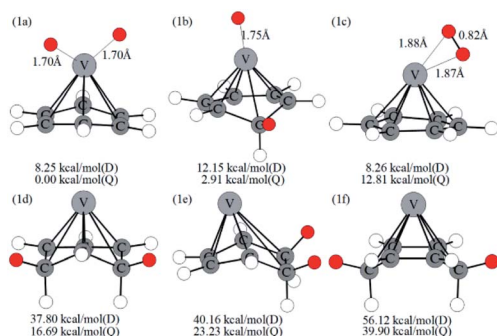 (1a)
1.70Å
1.70Å
V
C
C
C
C
C
8.25 kcal/mol(D)
0.00 kcal/mol(Q)
(1b)
1.75Å
V
C
C
C
C
C
12.15 kcal/mol(D)
2.91 kcal/mol(Q)
(1c)
1.88Å
0.82Å
1.87Å
V
C
C
C
C
C
C
8.26 kcal/mol(D)
12.81 kcal/mol(Q)
(1d)
V
C
C
C
C
C
37.80 kcal/mol(D)
16.69 kcal/mol(Q)
(1e)
V
C
C
C
C
C
C
40.16 kcal/mol(D)
23.23 kcal/mol(Q)
(1f)
V
C
C
C
C
C
C
56.12 kcal/mol(D)
39.90 kcal/mol(Q)